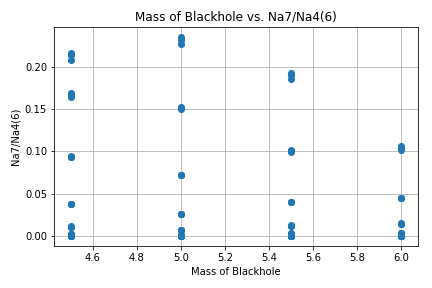 Mass of Blackhole vs. Na7/Na4(6)
Na7/Na4(6)
0.20
0.15
0.10
0.05
0.00
4.6 4.8 5.0 5.2 5.4 5.6 5.8 6.0
Mass of Blackhole